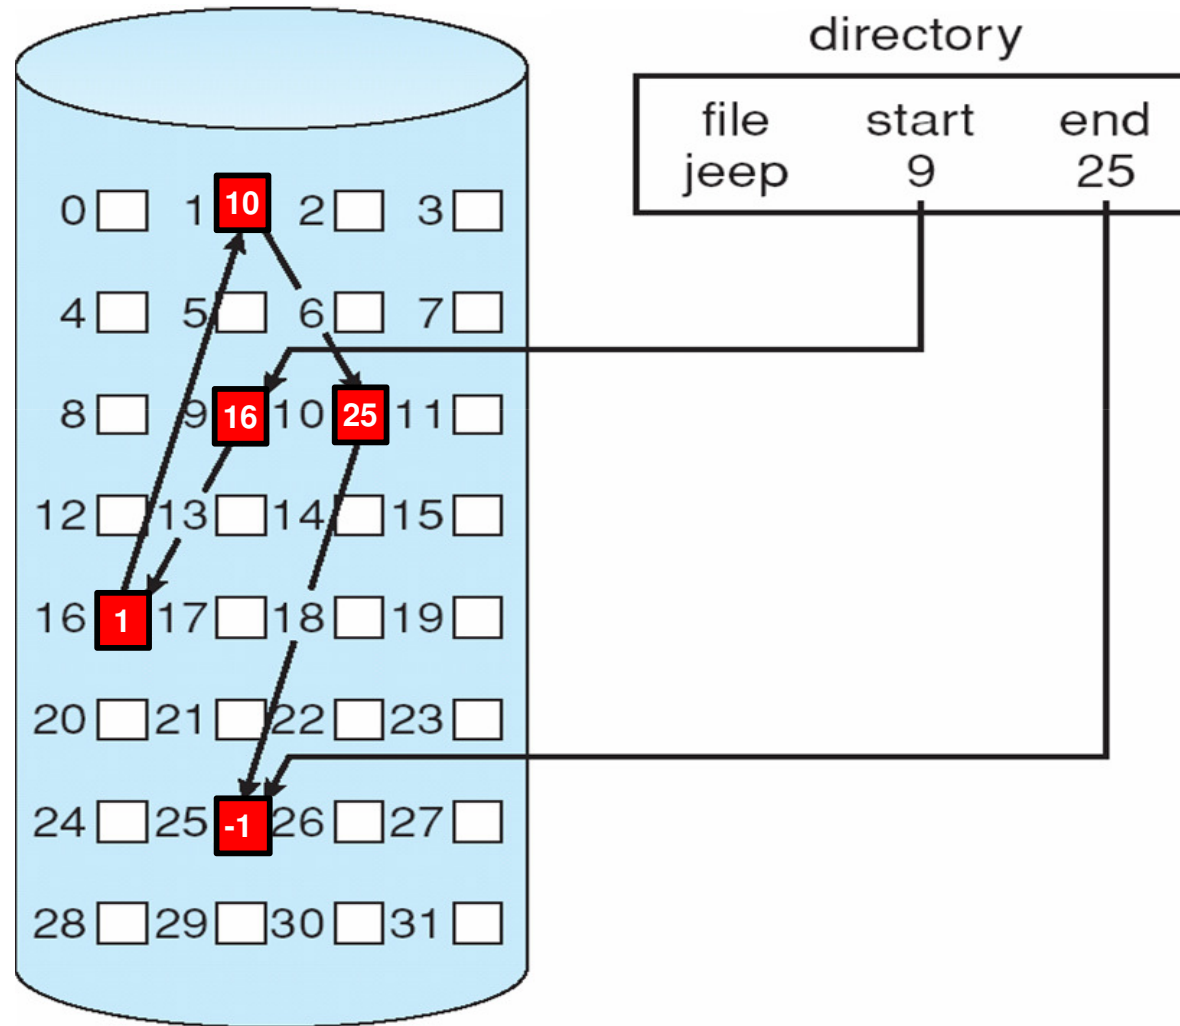 directory
file start end
jeep 9 25
0 1 10 2 3
4 5 6 7
8 9 16 10 25 11
12 13 14 15
16 1 17 18 19
20 21 22 23
24 25 -1 26 27
28 29 30 31